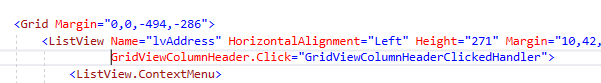 <Grid Margin="0,0,-494,-286">
<ListView Name="lvAddress" HorizontalAlignment="Left" Height="271" Margin="10,42,
GridViewColumnHeader.Click="GridViewColumnHeaderClickedHandler">
<ListView.ContextMenu>